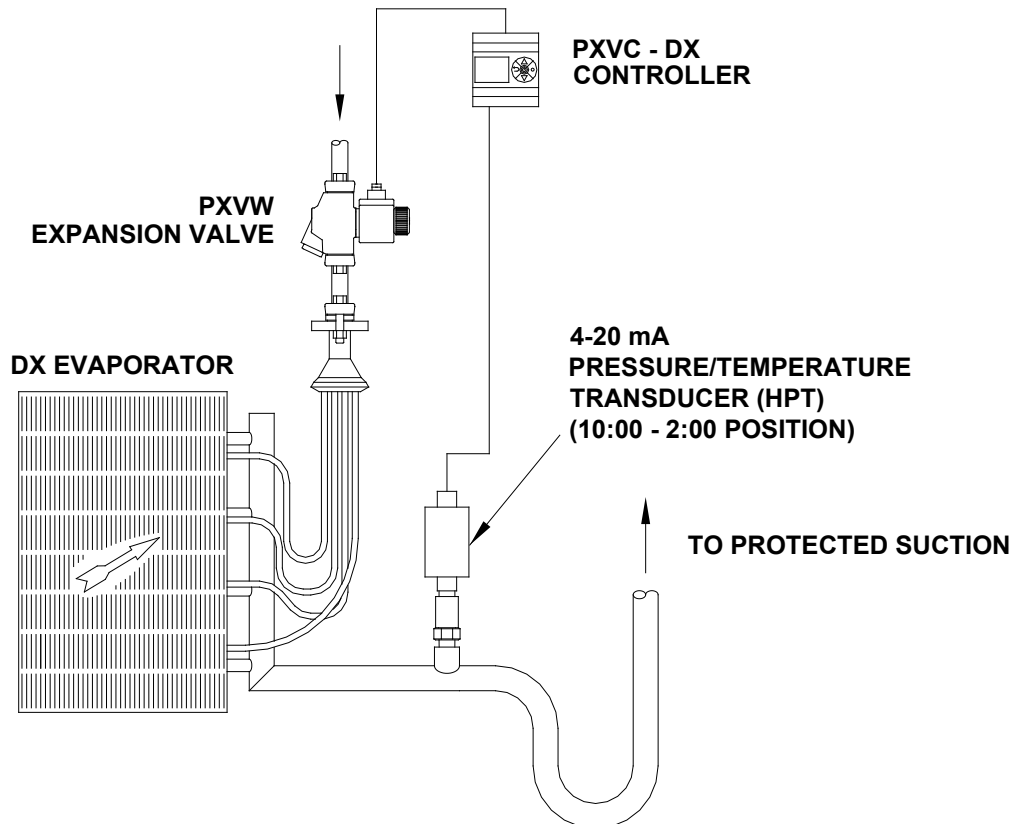 PXVC - DX
CONTROLLER
PXVW
EXPANSION VALVE
DX EVAPORATOR
4-20 mA
PRESSURE/TEMPERATURE
TRANSDUCER (HPT)
(10:00 - 2:00 POSITION)
TO PROTECTED SUCTION